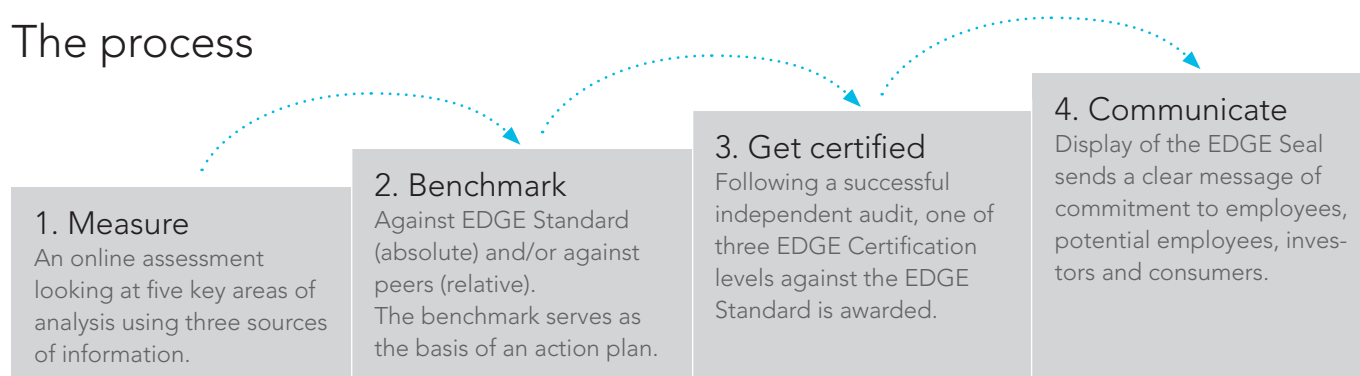 The process
1. Measure
An online assessment
looking at five key areas of
analysis using three sources
of information.
2. Benchmark
Against EDGE Standard
(absolute) and/or against
peers (relative).
The benchmark serves as
the basis of an action plan.
3. Get certified
Following a successful
independent audit, one of
three EDGE Certification
levels against the EDGE
Standard is awarded.
4. Communicate
Display of the EDGE Seal
sends a clear message of
commitment to employees,
potential employees, inves-
tors and consumers.